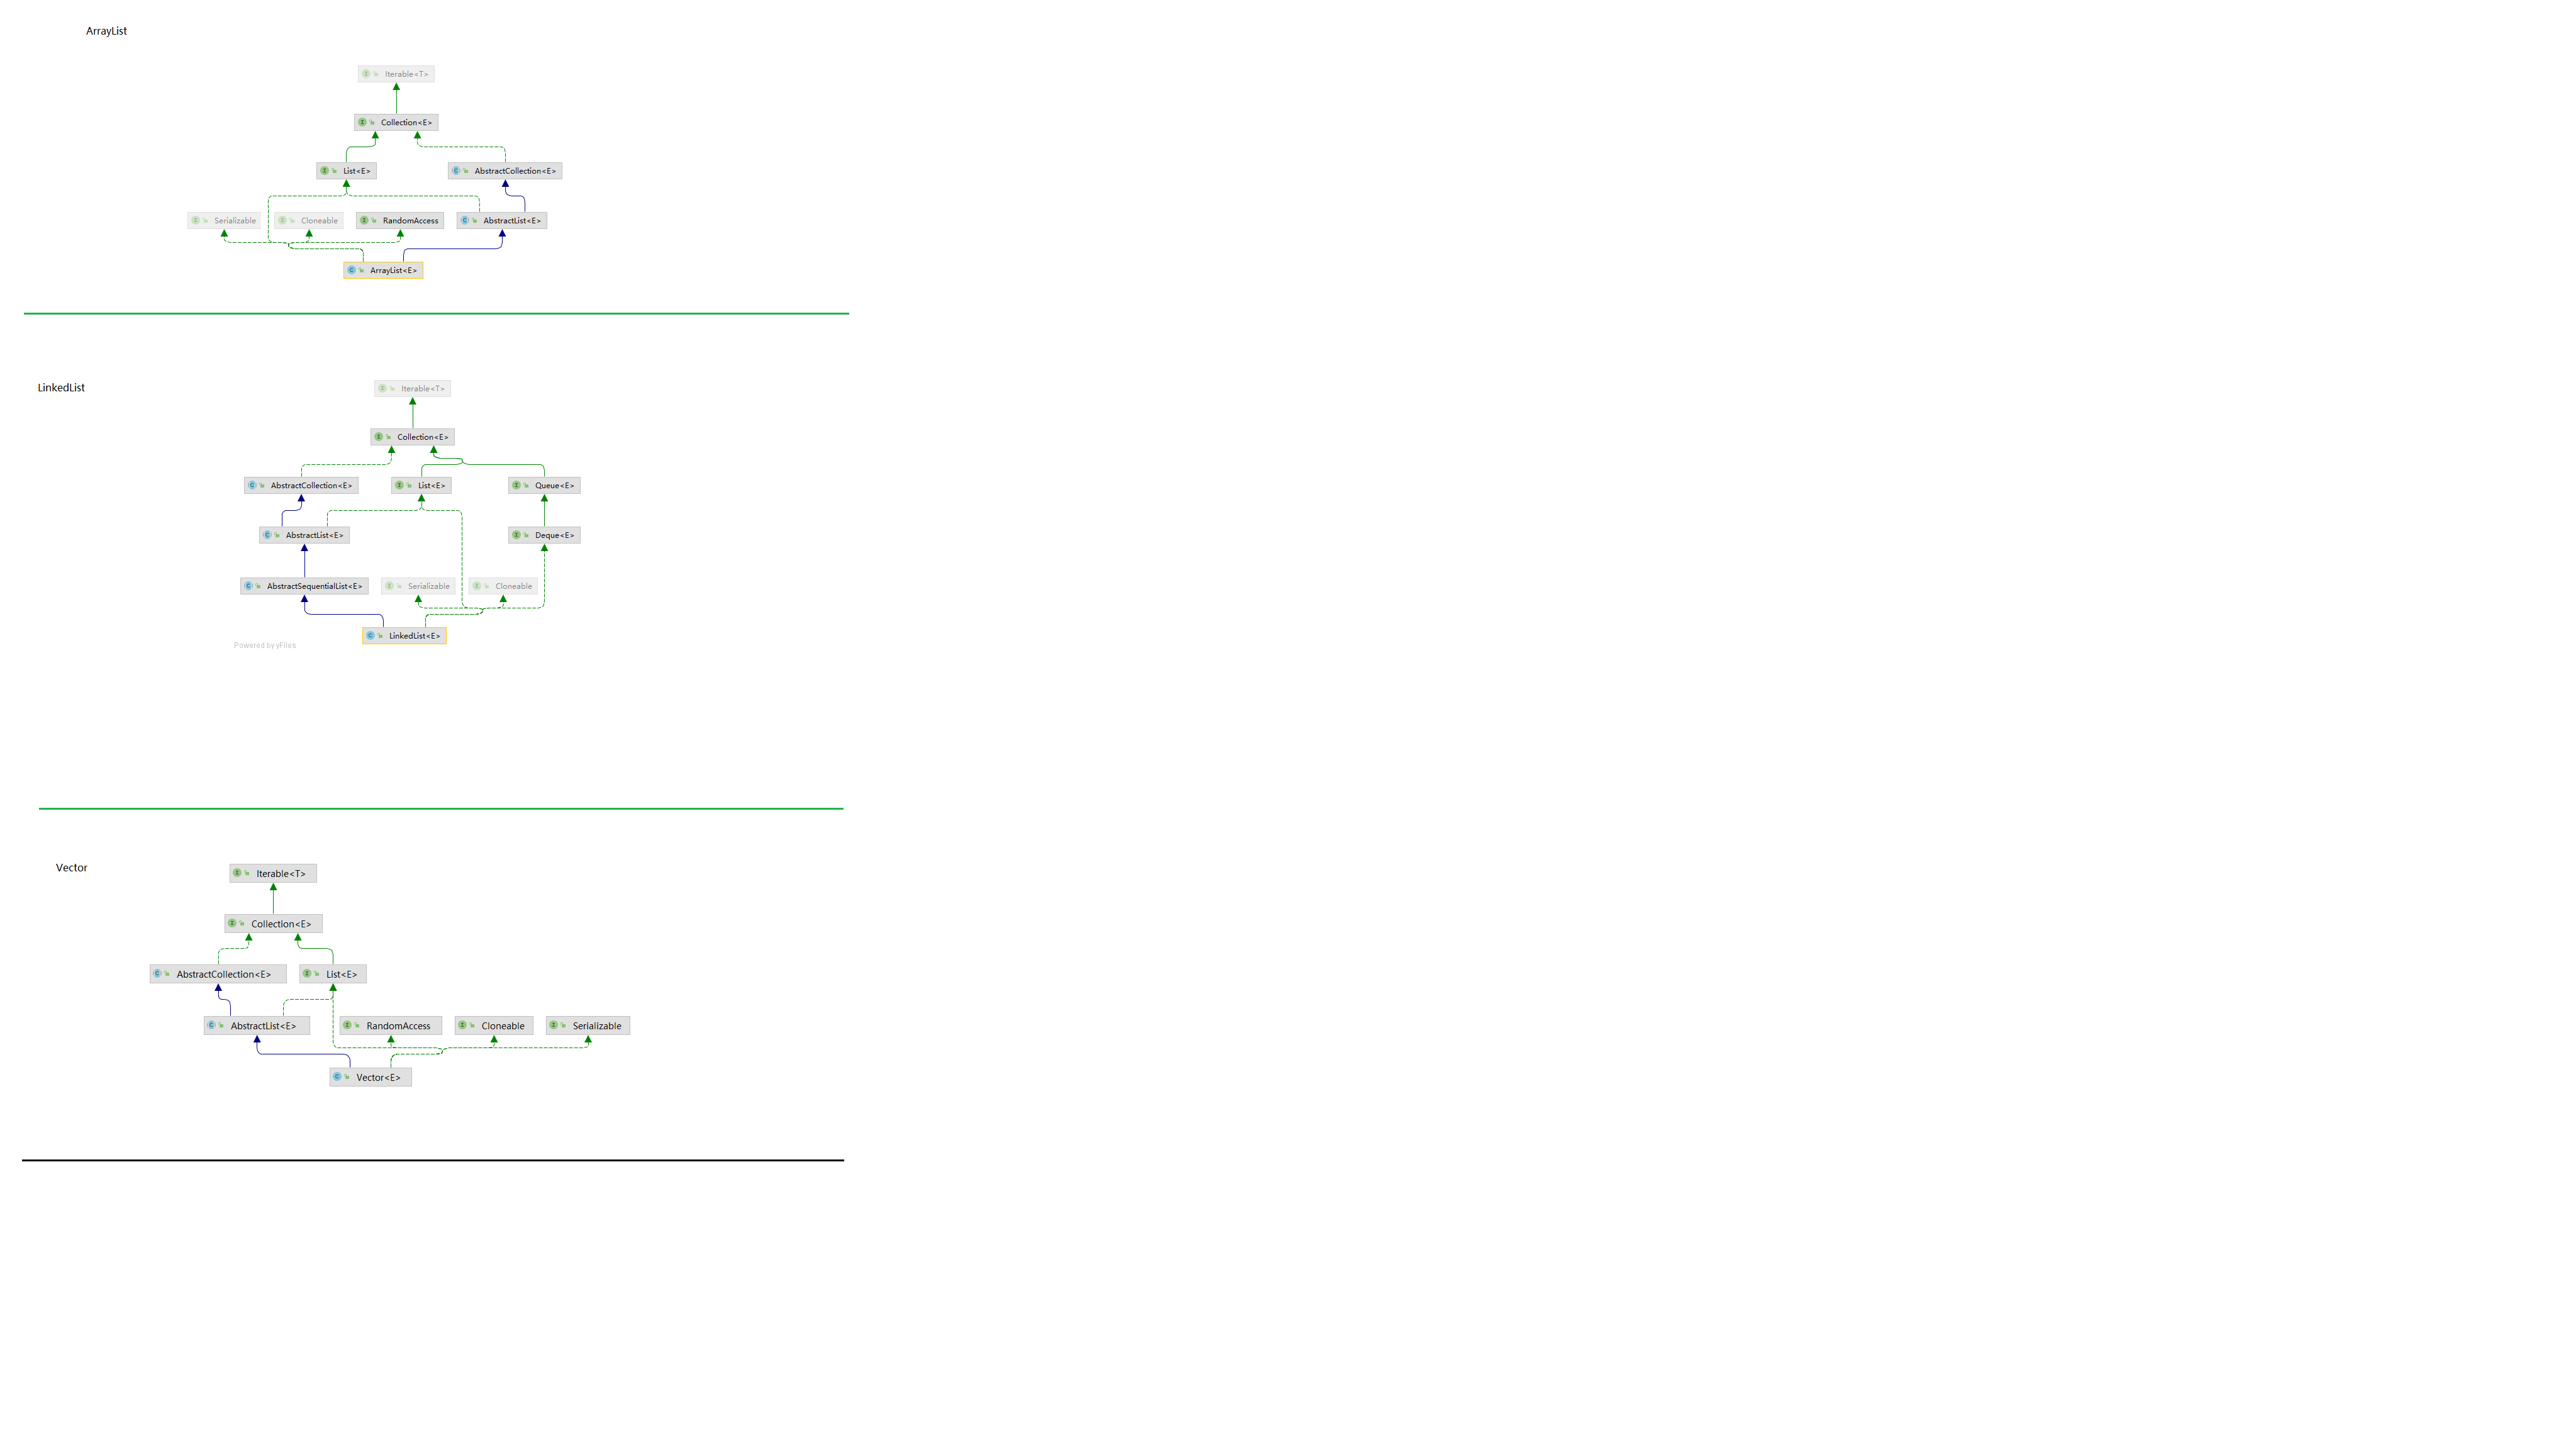 ArrayList
Iterable<T>
Collection<E>
List<E>
AbstractCollection<E>
Serializable
Cloneable
RandomAccess
AbstractList<E>
ArrayList<E>
LinkedList
Iterable<T>
Collection<E>
AbstractCollection<E>
List<E>
Queue<E>
AbstractList<E>
Deque<E>
AbstractSequentialList<E>
Serializable
Cloneable
LinkedList<E>
Powered by yFiles
Vector
Iterable<T>
Collection<E>
AbstractCollection<E>
List<E>
AbstractList<E>
RandomAccess
Cloneable
Serializable
Vector<E>